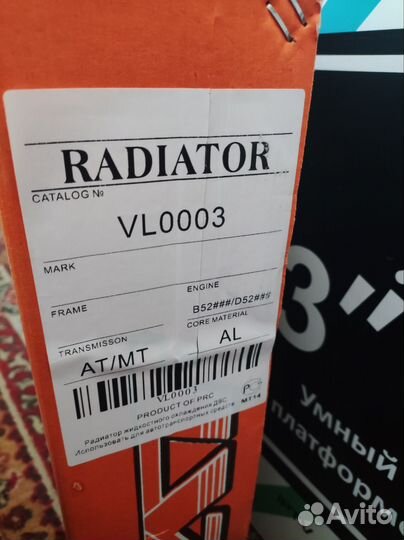 RADIATOR
CATALOG №
VL0003
MARK
FRAME
ENGINE
B52###/D52###
TRANSMISSON
CORE MATERIAL
AT/MT
AL
VL0003
PRODUCT OF PRC
МТ14
Радиатор жидкостного охлаждения ДВС
Использовать для автотранспортных средств
3"
Умный
платформ
Avito